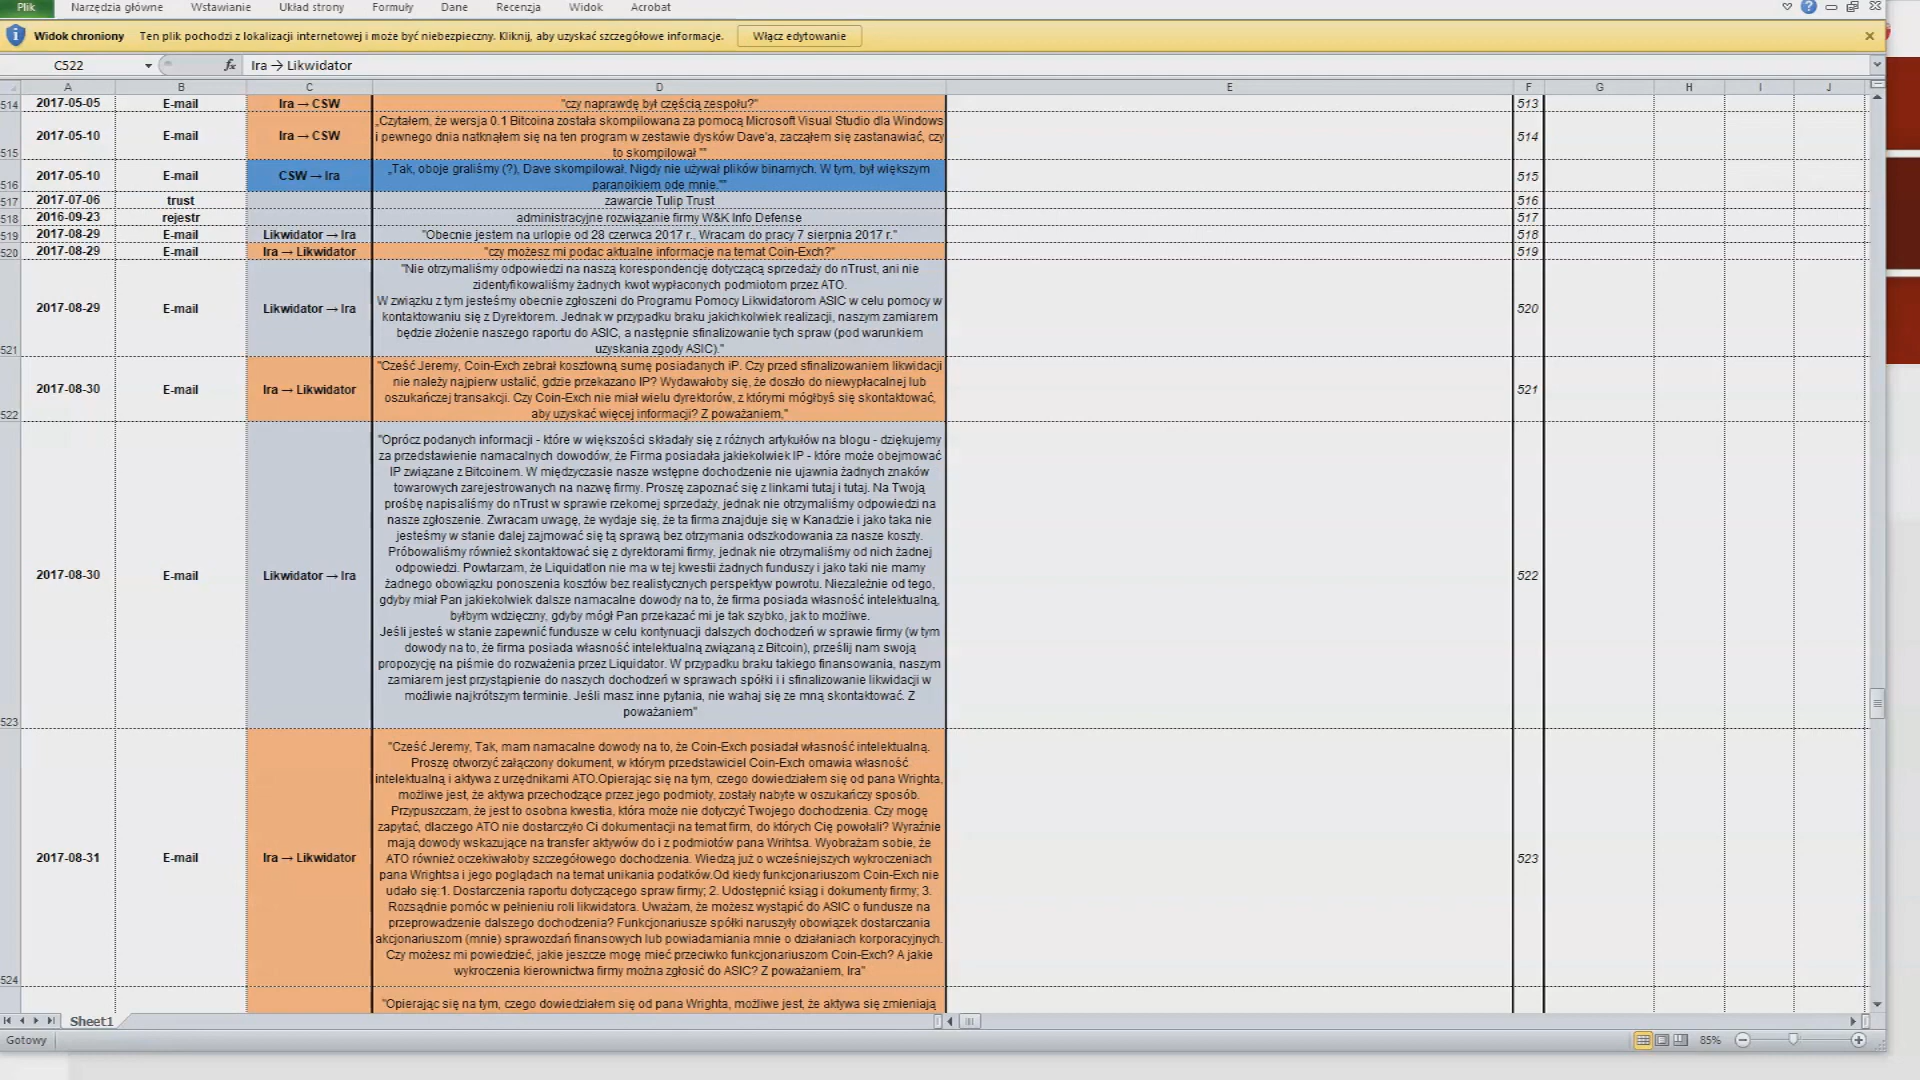 Plik Narzędzia główne Wstawianie Układ strony Formuły Dane Recenzja Widok Acrobat
Widok chroniony Ten plik pochodzi z lokalizacji internetowej i może być niebezpieczny. Kliknij, aby uzyskać szczegółowe informacje. Włącz edytowanie
C522 fx Ira → Likwidator
A B C D E F G H I J
514 2017-05-05 E-mail Ira → CSW "czy naprawdę był częścią zespołu?" 513
„Czytałem, że wersja 0.1 Bitcoina została skompilowana za pomocą Microsoft Visual Studio dla Windows
2017-05-10 E-mail Ira → CSW i pewnego dnia natknąłem się na ten program w zestawie dysków Dave'a, zacząłem się zastanawiać, czy 514
515 to skompilował ""
„Tak, oboje graliśmy (?), Dave skompilował. Nigdy nie używał plików binarnych. W tym, był większym
516 2017-05-10 E-mail CSW → Ira paranoikiem ode mnie."" 515
517 2017-07-06 trust zawarcie Tulip Trust 516
518 2016-09-23 rejestr administracyjne rozwiązanie firmy W&K Info Defense 517
519 2017-08-29 E-mail Likwidator → Ira "Obecnie jestem na urlopie od 28 czerwca 2017 r., Wracam do pracy 7 sierpnia 2017 r." 518
520 2017-08-29 E-mail Ira → Likwidator "czy możesz mi podac aktualne informacje na temat Coin-Exch?" 519
"Nie otrzymaliśmy odpowiedzi na naszą korespondencję dotyczącą sprzedaży do nTrust, ani nie
zidentyfikowaliśmy żadnych kwot wypłaconych podmiotom przez ATO.
W związku z tym jesteśmy obecnie zgłoszeni do Programu Pomocy Likwidatorom ASIC w celu pomocy w
2017-08-29 E-mail Likwidator → Ira kontaktowaniu się z Dyrektorem. Jednak w przypadku braku jakichkolwiek realizacji, naszym zamiarem 520
będzie złożenie naszego raportu do ASIC, a następnie sfinalizowanie tych spraw (pod warunkiem
521 uzyskania zgody ASIC)."
"Cześć Jeremy, Coin-Exch zebrał kosztowną sumę posiadanych iP. Czy przed sfinalizowaniem likwidacji
2017-08-30 E-mail Ira → Likwidator nie należy najpierw ustalić, gdzie przekazano IP? Wydawałoby się, że doszło do niewypłacalnej lub 521
oszukańczej transakcji. Czy Coin-Exch nie miał wielu dyrektorów, z którymi mógłbyś się skontaktować,
522 aby uzyskać więcej informacji? Z poważaniem,"
"Oprócz podanych informacji - które w większości składały się z różnych artykułów na blogu - dziękujemy
za przedstawienie namacalnych dowodów, że Firma posiadała jakiekolwiek IP - które może obejmować
IP związane z Bitcoinem. W międzyczasie nasze wstępne dochodzenie nie ujawnia żadnych znaków
towarowych zarejestrowanych na nazwę firmy. Proszę zapoznać się z linkami tutaj i tutaj. Na Twoją
prośbę napisaliśmy do nTrust w sprawie rzekomej sprzedaży, jednak nie otrzymaliśmy odpowiedzi na
nasze zgłoszenie. Zwracam uwagę, że wydaje się, że ta firma znajduje się w Kanadzie i jako taka nie
jesteśmy w stanie dalej zajmować się tą sprawą bez otrzymania odszkodowania za nasze koszty.
Próbowaliśmy również skontaktować się z dyrektorami firmy, jednak nie otrzymaliśmy od nich żadnej
2017-08-30 E-mail Likwidator → Ira odpowiedzi. Powtarzam, że Liquidation nie ma w tej kwestii żadnych funduszy i jako taki nie mamy 522
żadnego obowiązku ponoszenia kosztów bez realistycznych perspektyw powrotu. Niezależnie od tego,
gdyby miał Pan jakiekolwiek dalsze namacalne dowody na to, że firma posiada własność intelektualną,
byłbym wdzięczny, gdyby mógł Pan przekazać mi je tak szybko, jak to możliwe.
Jeśli jesteś w stanie zapewnić fundusze w celu kontynuacji dalszych dochodzeń w sprawie firmy (w tym
dowody na to, że firma posiada własność intelektualną związaną z Bitcoin), prześlij nam swoją
propozycję na piśmie do rozważenia przez Liquidator. W przypadku braku takiego finansowania, naszym
zamiarem jest przystąpienie do naszych dochodzeń w sprawach spółki i i sfinalizowanie likwidacji w
możliwie najkrótszym terminie. Jeśli masz inne pytania, nie wahaj się ze mną skontaktować. Z
523 poważaniem"
"Cześć Jeremy, Tak, mam namacalne dowody na to, że Coin-Exch posiadał własność intelektualną.
Proszę otworzyć załączony dokument, w którym przedstawiciel Coin-Exch omawia własność
intelektualną i aktywa z urzędnikami ATO.Opierając się na tym, czego dowiedziałem się od pana Wrighta,
możliwe jest, że aktywa przechodzące przez jego podmioty, zostały nabyte w oszukańczy sposób.
Przypuszczam, że jest to osobna kwestia, która może nie dotyczyć Twojego dochodzenia. Czy mogę
zapytać, dlaczego ATO nie dostarczyło Ci dokumentacji na temat firm, do których Cię powołali? Wyraźnie
mają dowody wskazujące na transfer aktywów do i z podmiotów pana Wrihtsa. Wyobrażam sobie, że
2017-08-31 E-mail Ira → Likwidator ATO również oczekiwałoby szczegółowego dochodzenia. Wiedzą już o wcześniejszych wykroczeniach 523
pana Wrightsa i jego poglądach na temat unikania podatków.Od kiedy funkcjonariuszom Coin-Exch nie
udało się:1. Dostarczenia raportu dotyczącego spraw firmy; 2. Udostępnić ksiąg i dokumenty firmy; 3.
Rozsądnie pomóc w pełnieniu roli likwidatora. Uważam, że możesz wystąpić do ASIC o fundusze na
przeprowadzenie dalszego dochodzenia? Funkcjonariusze spółki naruszyły obowiązek dostarczania
akcjonariuszom (mnie) sprawozdań finansowych lub powiadamiania mnie o działaniach korporacyjnych.
Czy możesz mi powiedzieć, jakie jeszcze mogę mieć przeciwko funkcjonariuszom Coin-Exch? A jakie
524 wykroczenia kierownictwa firmy można zgłosić do ASIC? Z poważaniem, Ira"
"Opierając się na tym, czego dowiedziałem się od pana Wrighta, możliwe jest, że aktywa się zmieniają
Sheet1
Gotowy 85%